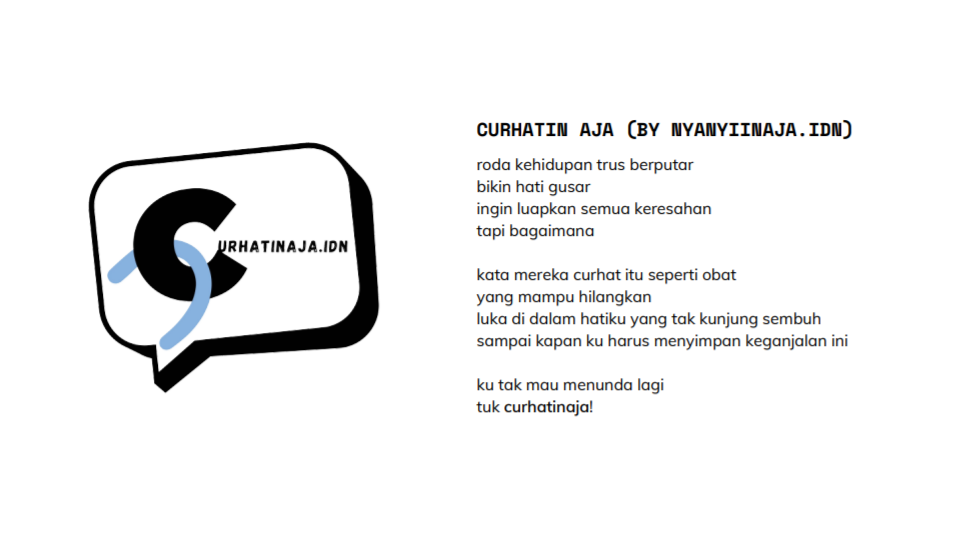 CURHATINAJA.IDN
CURHATIN AJA (BY NYANYIINAJA.IDN)
roda kehidupan trus berputar
bikin hati gusar
ingin luapkan semua keresahan
tapi bagaimana
kata mereka curhat itu seperti obat
yang mampu hilangkan
luka di dalam hatiku yang tak kunjung sembuh
sampai kapan ku harus menyimpan keganjalan ini
ku tak mau menunda lagi
tuk curhatinaja!